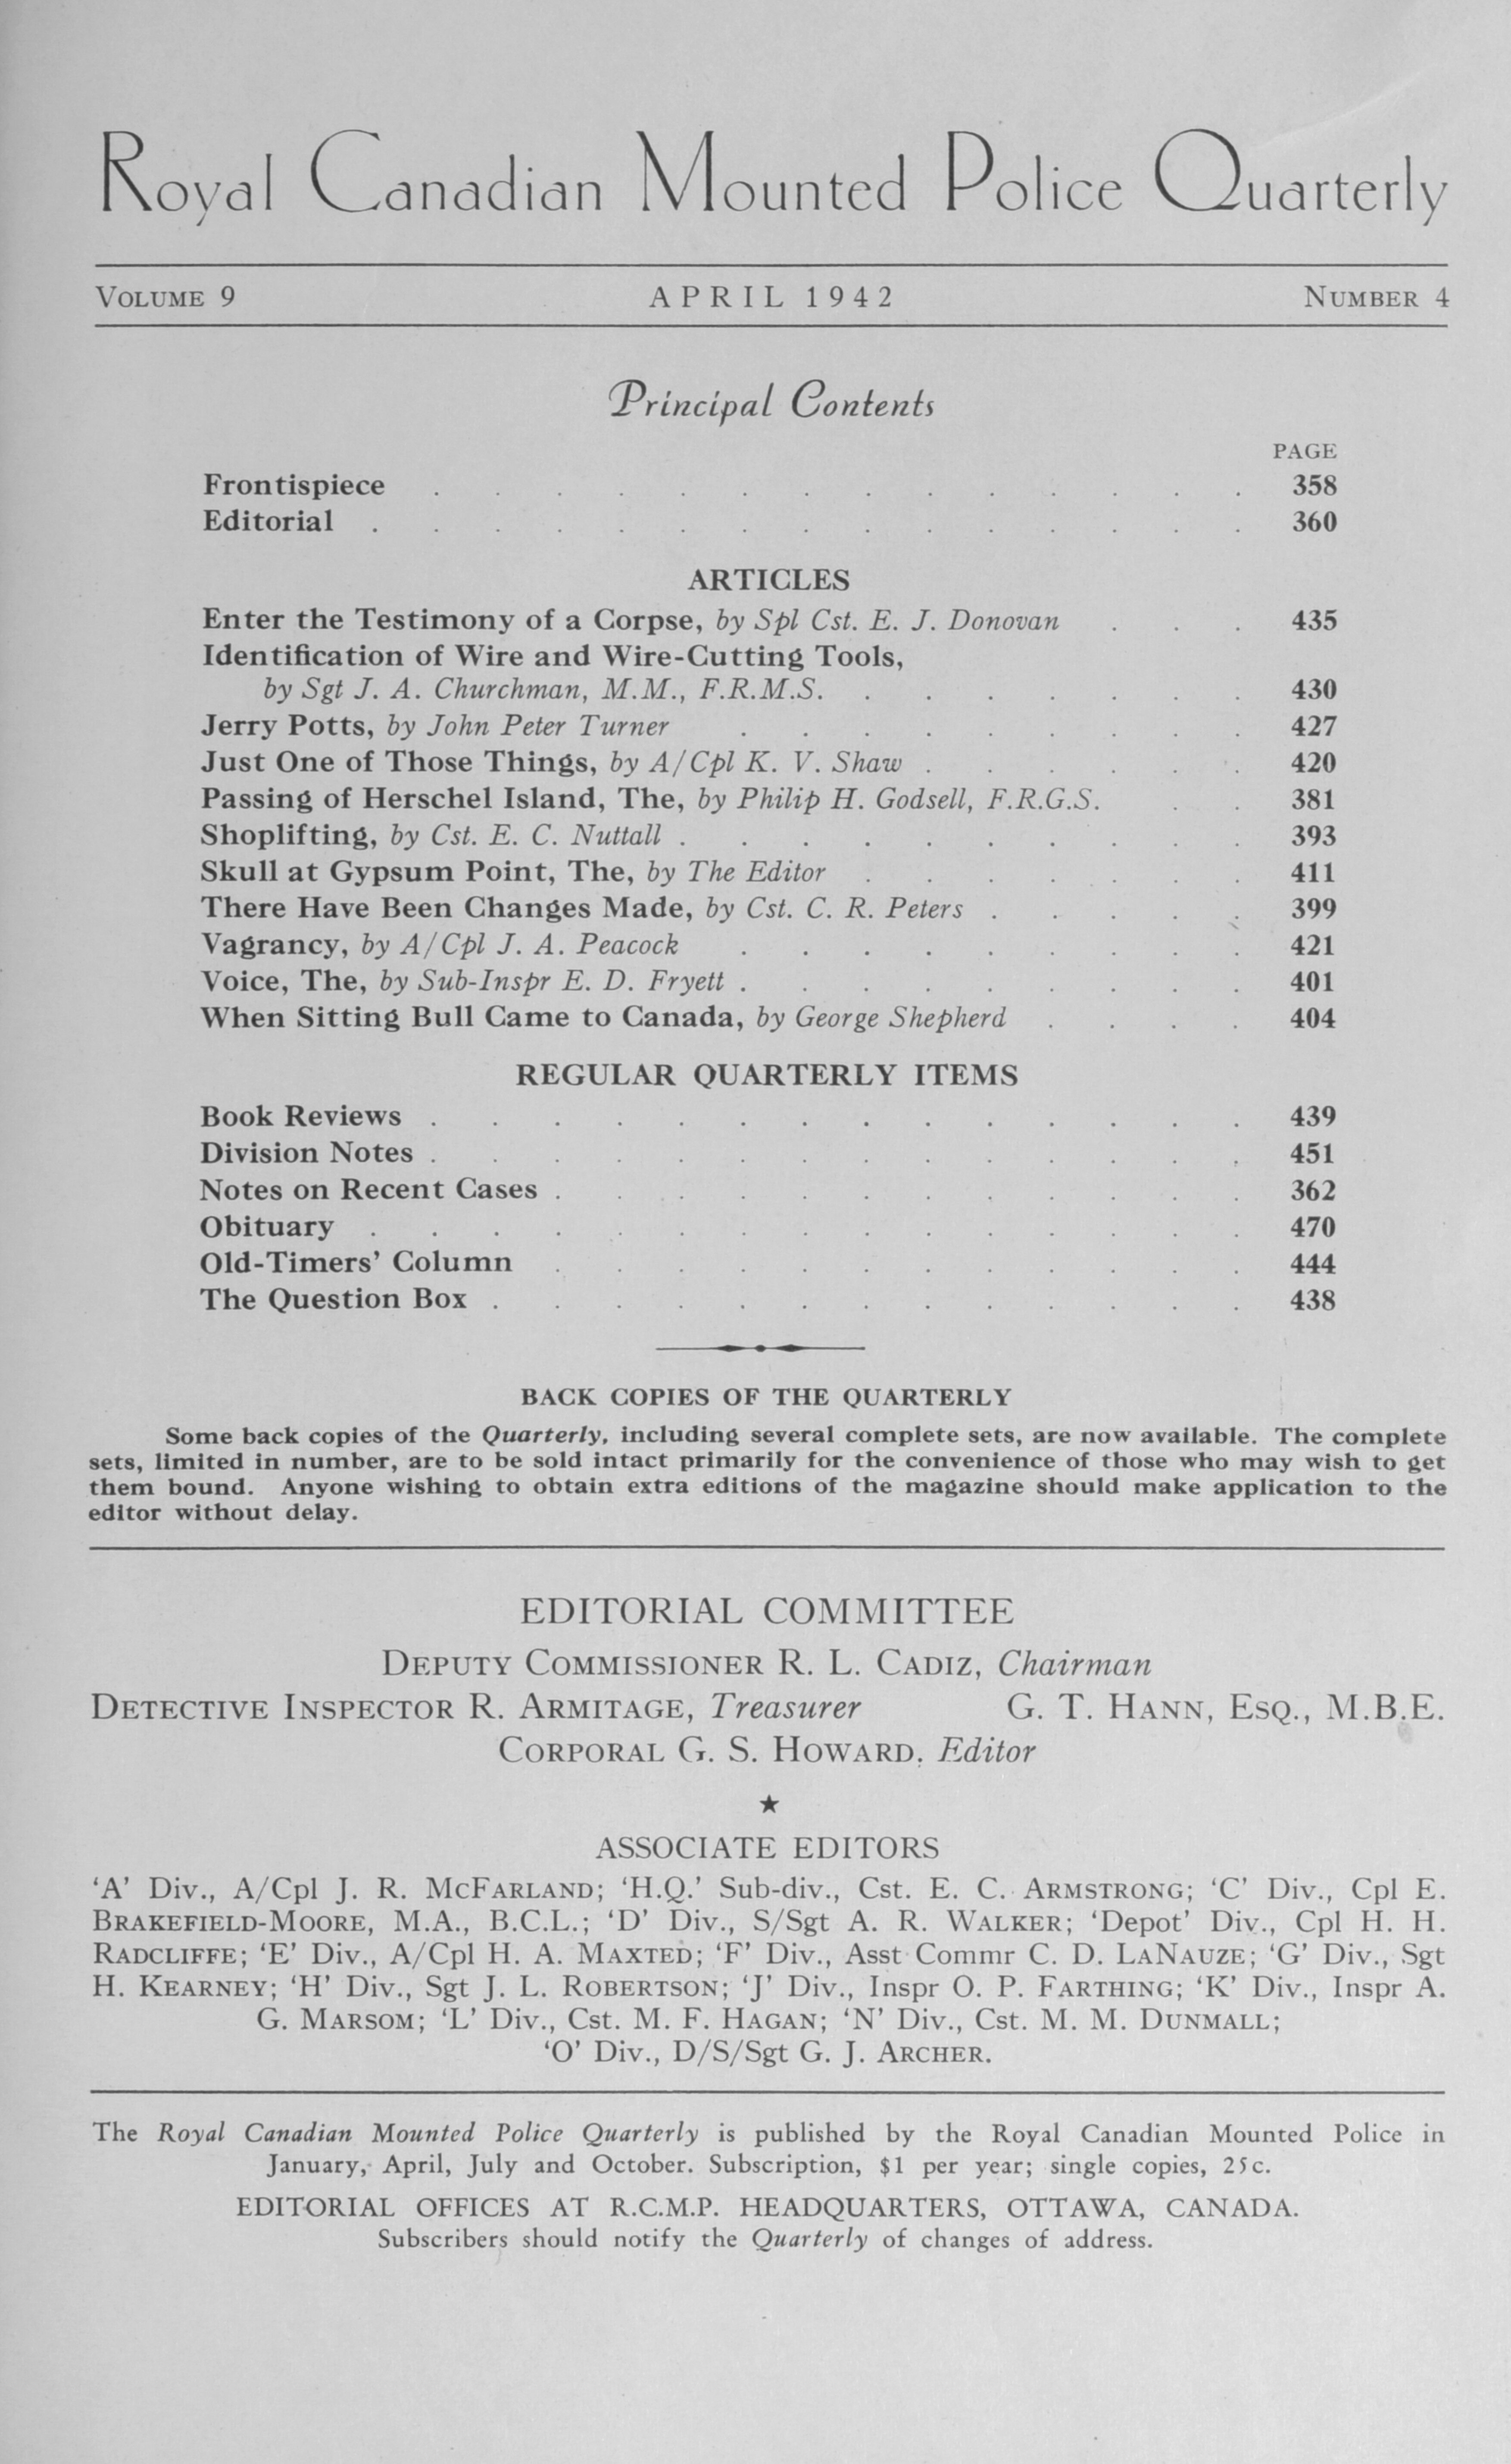 Royal Canadian Mounted Police Quarterly
VOLUME 9 APRIL 1942 NUMBER 4
Principal Contents
PAGE
Frontispiece . . . . . . . . . . . . . . 358
Editorial . . . . . . . . . . . . . . . 360
ARTICLES
Enter the Testimony of a Corpse, by Spl Cst. E. J. Donovan . . . 435
Identification of Wire and Wire-Cutting Tools,
by Sgt J. A. Churchman, M.M., F.R.M.S. . . . . . . . 430
Jerry Potts, by John Peter Turner . . . . . . . . . 427
Just One of Those Things, by A/Cpl K. V. Shaw . . . . . . 420
Passing of Herschel Island, The, by Philip H. Godsell, F.R.G.S. . . 381
Shoplifting, by Cst. E. C. Nuttall . . . . . . . . . . 393
Skull at Gypsum Point, The, by The Editor . . . . . . . 411
There Have Been Changes Made, by Cst. C. R. Peters . . . . . 399
Vagrancy, by A/Cpl J. A. Peacock . . . . . . . . . 421
Voice, The, by Sub-Inspr E. D. Fryett . . . . . . . . . 401
When Sitting Bull Came to Canada, by George Shepherd . . . . 404
REGULAR QUARTERLY ITEMS
Book Reviews . . . . . . . . . . . . . . 439
Division Notes . . . . . . . . . . . . . . 451
Notes on Recent Cases . . . . . . . . . . . . 362
Obituary . . . . . . . . . . . . . . . 470
Old-Timers' Column . . . . . . . . . . . . 444
The Question Box . . . . . . . . . . . . . 438
BACK COPIES OF THE QUARTERLY
Some back copies of the Quarterly, including several complete sets, are now available. The complete
sets, limited in number, are to be sold intact primarily for the convenience of those who may wish to get
them bound. Anyone wishing to obtain extra editions of the magazine should make application to the
editor without delay.
EDITORIAL COMMITTEE
DEPUTY COMMISSIONER R. L. CADIZ, Chairman
DETECTIVE INSPECTOR R. ARMITAGE, Treasurer G. T. HANN, ESQ., M.B.E.
CORPORAL G. S. HOWARD, Editor
★
ASSOCIATE EDITORS
'A' Div., A/Cpl J. R. MCFARLAND; 'H.Q.' Sub-div., Cst. E. C. ARMSTRONG; 'C' Div., Cpl E.
BRAKEFIELD-MOORE, M.A., B.C.L.; 'D' Div., S/Sgt A. R. WALKER; 'Depot' Div., Cpl H. H.
RADCLIFFE; 'E' Div., A/Cpl H. A. MAXTED; 'F' Div., Asst Commr C. D. LANAUZE; 'G' Div., Sgt
H. KEARNEY; 'H' Div., Sgt J. L. ROBERTSON; 'J' Div., Inspr O. P. FARTHING; 'K' Div., Inspr A.
G. MARSOM; 'L' Div., Cst. M. F. HAGAN; 'N' Div., Cst. M. M. DUNMALL;
'O' Div., D/S/Sgt G. J. ARCHER.
The Royal Canadian Mounted Police Quarterly is published by the Royal Canadian Mounted Police in
January, April, July and October. Subscription, $1 per year; single copies, 25c.
EDITORIAL OFFICES AT R.C.M.P. HEADQUARTERS, OTTAWA, CANADA.
Subscribers should notify the Quarterly of changes of address.